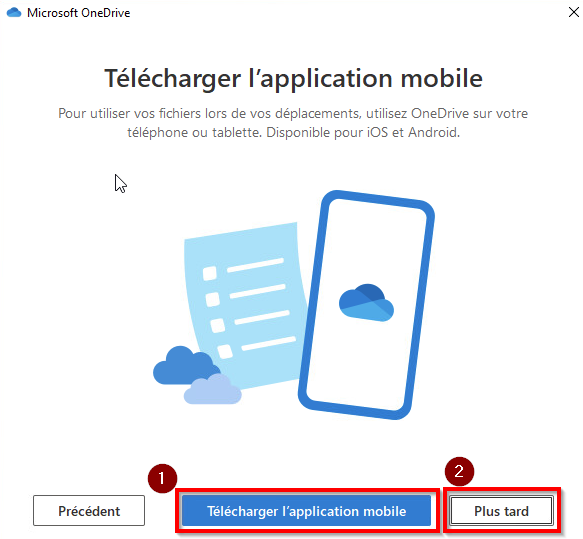 Microsoft OneDrive
Télécharger l’application mobile
Pour utiliser vos fichiers lors de vos déplacements, utilisez OneDrive sur votre
téléphone ou tablette. Disponible pour iOS et Android.
1
2
Précédent
Télécharger l’application mobile
Plus tard